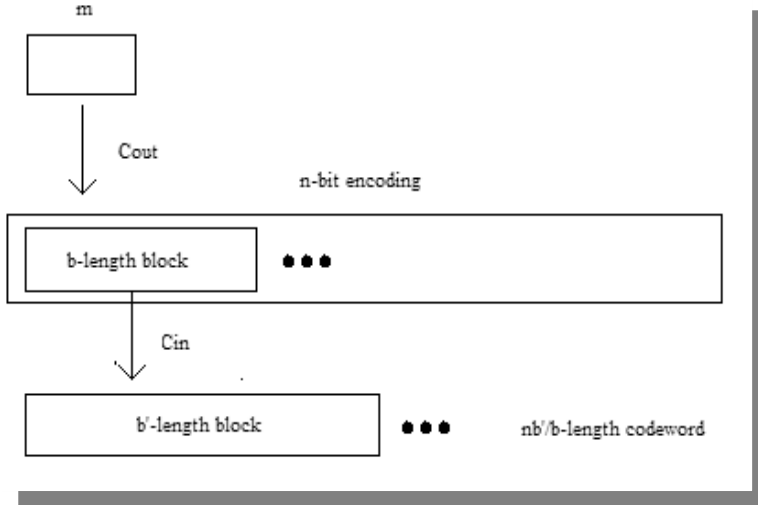 m
Cout
n-bit encoding
b-length block
Cin
b'-length block
nb'/b-length codeword